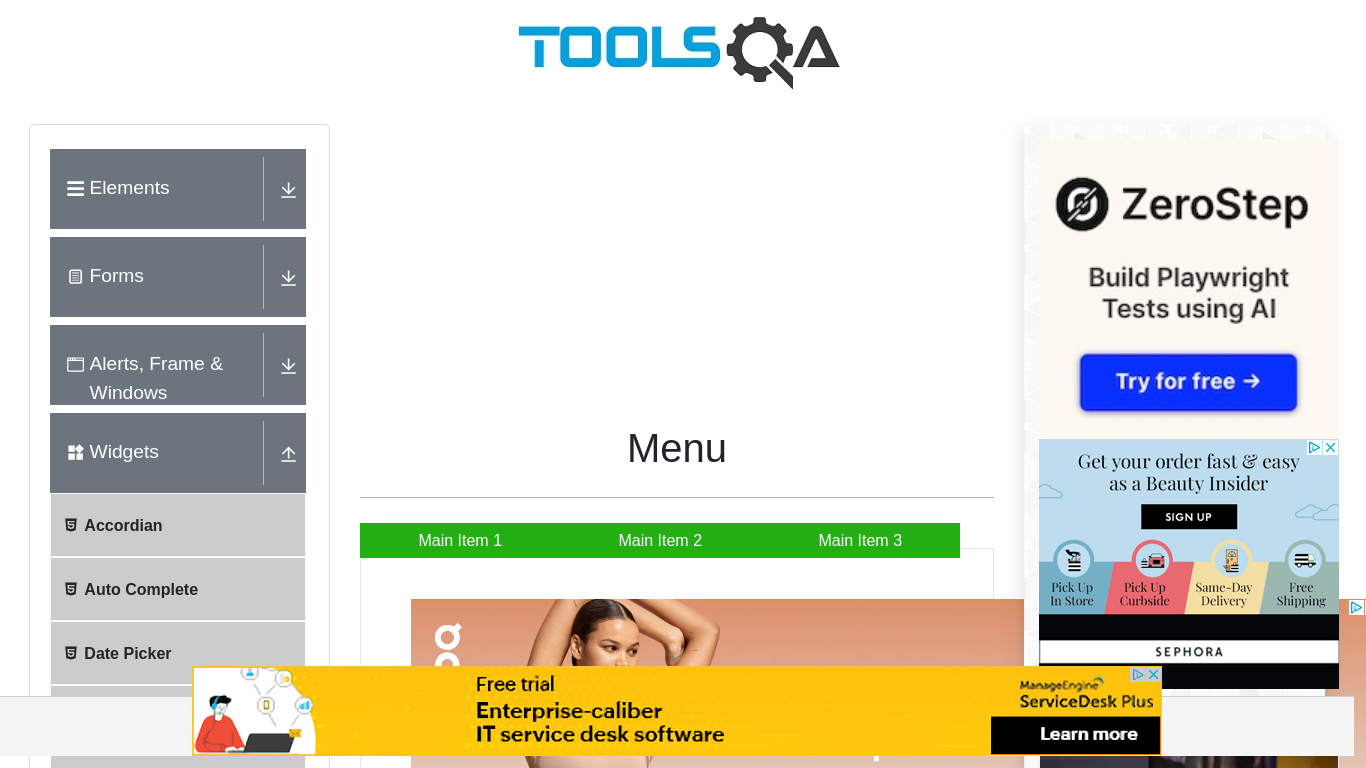 TOOLSQA
Elements
Forms
Alerts, Frame &
Windows
Widgets
Accordian
Auto Complete
Date Picker
Menu
Main Item 1
Main Item 2
Main Item 3
ZeroStep
Build Playwright
Tests using AI
Try for free →
Get your order fast & easy
as a Beauty Insider
SIGN UP
Pick Up
In Store
Pick Up
Curbside
Same-Day
Delivery
Free
Shipping
SEPHORA
Free trial
Enterprise-caliber
IT service desk software
ManageEngine
ServiceDesk Plus
Learn more